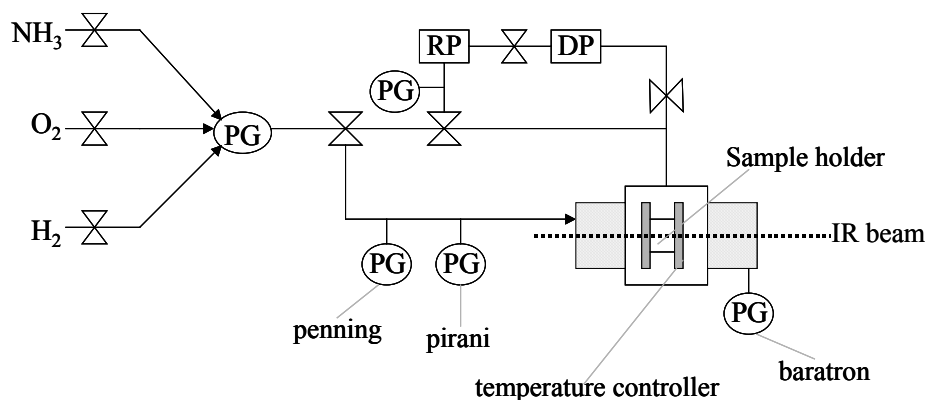 NH3
RP
DP
PG
O2
PG
Sample holder
H2
IR beam
PG
PG
PG
penning
pirani
baratron
temperature controller